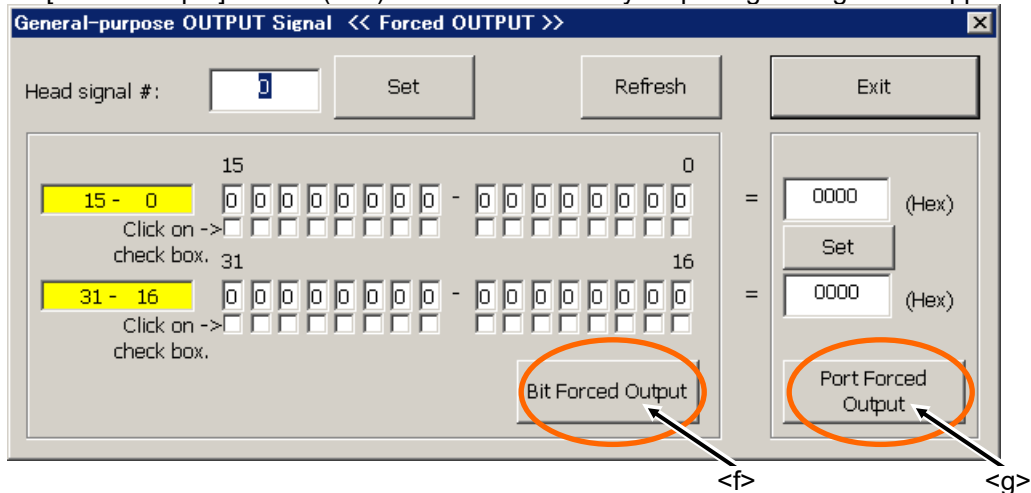 General-purpose OUTPUT Signal << Forced OUTPUT >>
Head signal #: 0 Set Refresh Exit
15 0
15 - 0 0 0 0 0 0 0 0 0 - 0 0 0 0 0 0 0 0 = 0000 (Hex)
Click on ->
check box.
Set
31 16
31 - 16 0 0 0 0 0 0 0 0 - 0 0 0 0 0 0 0 0 = 0000 (Hex)
Click on ->
check box.
Bit Forced Output
Port Forced
Output
<f> <g>